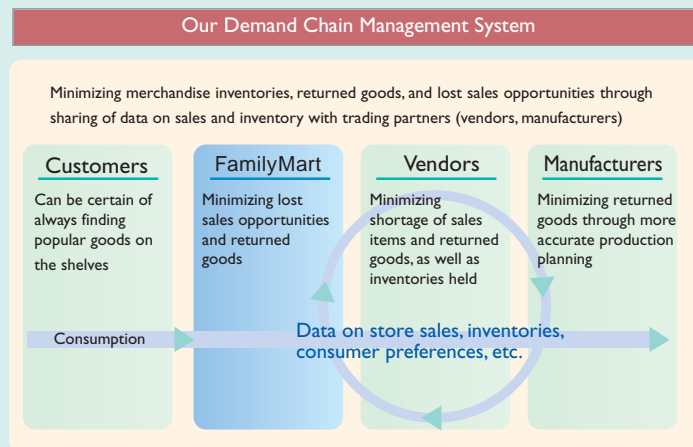 Our Demand Chain Management System
Minimizing merchandise inventories, returned goods, and lost sales opportunities through
sharing of data on sales and inventory with trading partners (vendors, manufacturers)
Customers
Can be certain of
always finding
popular goods on
the shelves
FamilyMart
Minimizing lost
sales opportunities
and returned
goods
Vendors
Minimizing
shortage of sales
items and returned
goods, as well as
inventories held
Manufacturers
Minimizing returned
goods through more
accurate production
planning
Consumption
Data on store sales, inventories,
consumer preferences, etc.